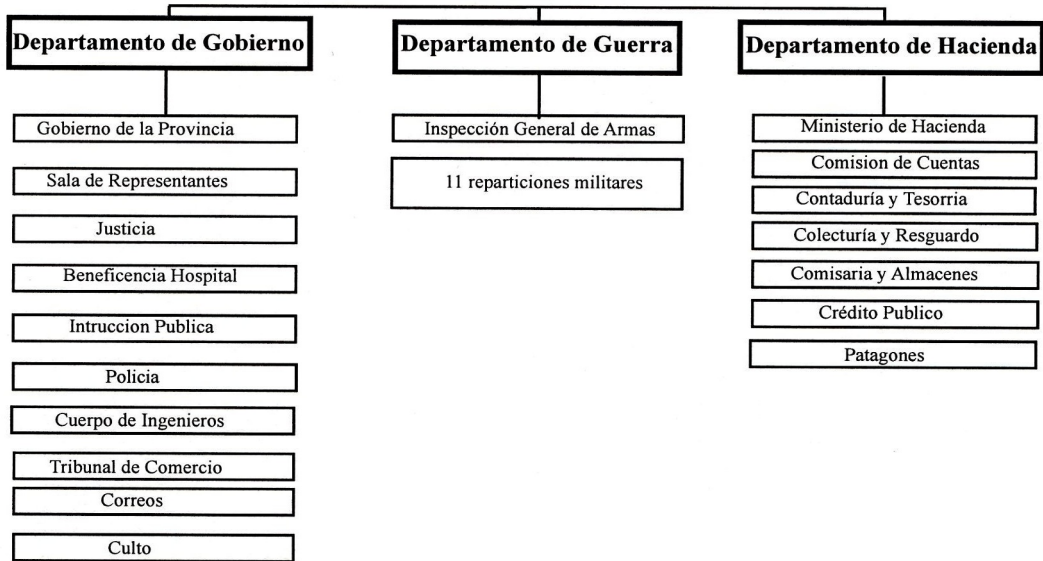 Departamento de Gobierno
Gobierno de la Provincia
Sala de Representantes
Justicia
Beneficencia Hospital
Intruccion Publica
Policia
Cuerpo de Ingenieros
Tribunal de Comercio
Correos
Culto
Departamento de Guerra
Inspección General de Armas
11 reparticiones militares
Departamento de Hacienda
Ministerio de Hacienda
Comision de Cuentas
Contaduría y Tesorria
Colecturía y Resguardo
Comisaria y Almacenes
Crédito Publico
Patagones